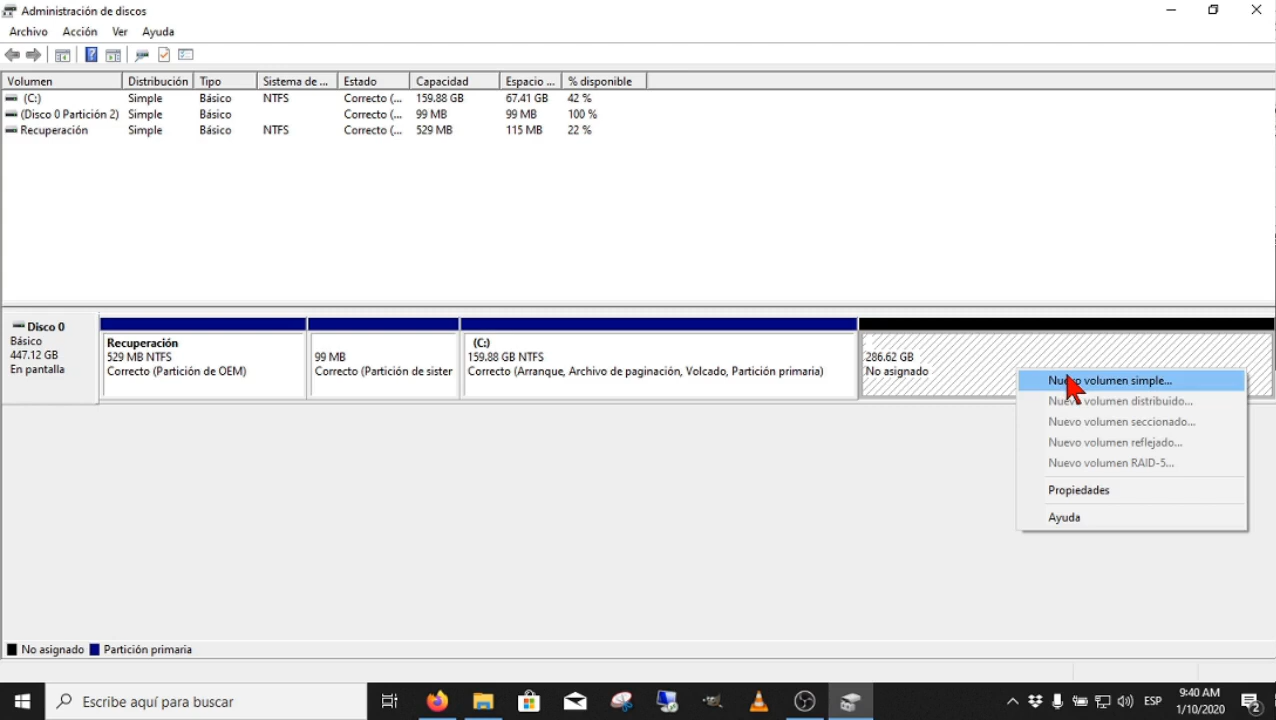 Administración de discos
Archivo Acción Ver Ayuda
Volumen Distribución Tipo Sistema de ... Estado Capacidad Espacio ... % disponible
(C:) Simple Básico NTFS Correcto (... 159.88 GB 67.41 GB 42 %
(Disco 0 Partición 2) Simple Básico Correcto (... 99 MB 99 MB 100 %
Recuperación Simple Básico NTFS Correcto (... 529 MB 115 MB 22 %
Disco 0
Básico
447.12 GB
En pantalla
Recuperación
529 MB NTFS
Correcto (Partición de OEM)
99 MB
Correcto (Partición de sister
(C:)
159.88 GB NTFS
Correcto (Arranque, Archivo de paginación, Volcado, Partición primaria)
286.62 GB
No asignado
Nuevo volumen simple...
Nuevo volumen distribuido...
Nuevo volumen seccionado...
Nuevo volumen reflejado...
Nuevo volumen RAID-5...
Propiedades
Ayuda
No asignado Partición primaria
Escribe aquí para buscar
ESP
9:40 AM
1/10/2020
2